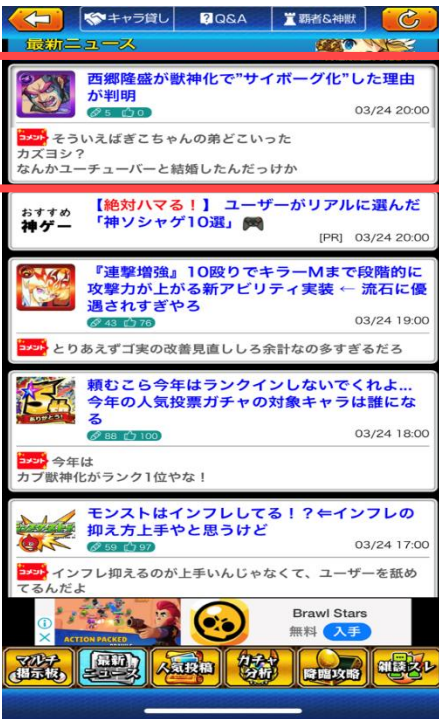 キャラ貸し
Q&A
覇者&神獣
最新ニュース
西郷隆盛が獣神化で”サイボーグ化”した理由
が判明
5 0
03/24 20:00
コメント そういえばぎこちゃんの弟どこいった
カズヨシ？
なんかユーチューバーと結婚したんだっけか
おすすめ
神ゲー
【絶対ハマる！】 ユーザーがリアルに選んだ
「神ソシャゲ10選」🎮
[PR] 03/24 20:00
『連撃増強』10殴りでキラーMまで段階的に
攻撃力が上がる新アビリティ実装 ← 流石に優
遇されすぎやろ
43 76
03/24 19:00
コメント とりあえずゴ実の改善見直ししろ余計なの多すぎるだろ
ありがとう!
頼むこら今年はランクインしないでくれよ...
今年の人気投票ガチャの対象キャラは誰にな
る
88 100
03/24 18:00
コメント 今年は
カブ獣神化がランク1位やな！
モンストはインフレしてる！？⇐インフレの
抑え方上手やと思うけど
59 97
03/24 17:00
コメント インフレ抑えるのが上手いんじゃなくて、ユーザーを舐め
てるんだよ
ACTION PACKED
Brawl Stars
無料 入手
マルチ
掲示板
最新
ニュース
人気投稿
ガチャ
分析
降臨攻略
雑談スレ